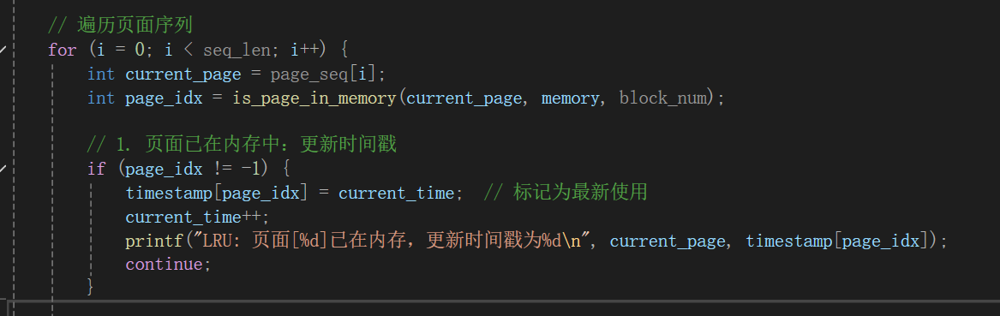 // 遍历页面序列
for (i = 0; i < seq_len; i++) {
int current_page = page_seq[i];
int page_idx = is_page_in_memory(current_page, memory, block_num);
// 1. 页面已在内存中：更新时间戳
if (page_idx != -1) {
timestamp[page_idx] = current_time;  // 标记为最新使用
current_time++;
printf("LRU: 页面[%d]已在内存，更新时间戳为%d\n", current_page, timestamp[page_idx]);
continue;
}